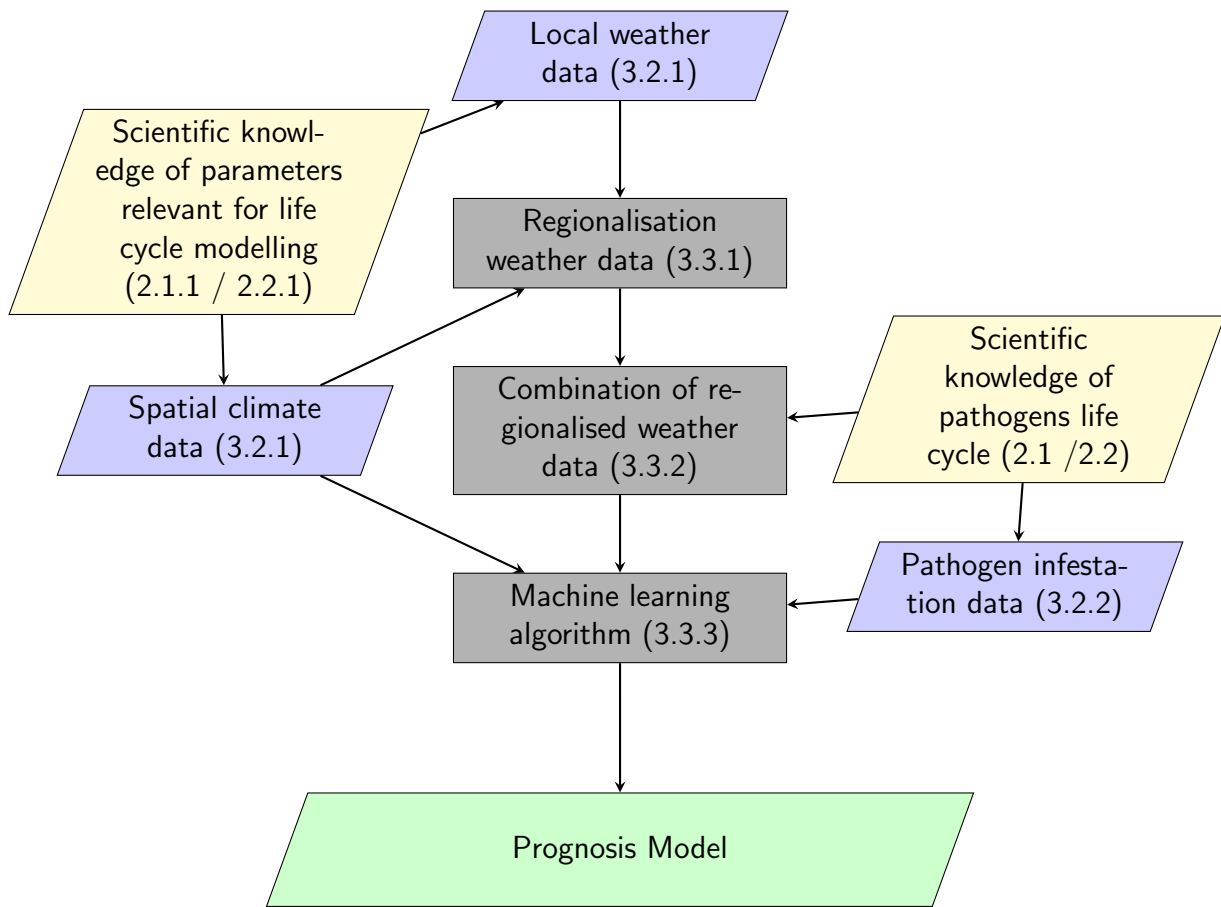 Local weather
data (3.2.1)
Scientific knowl-
edge of parameters
relevant for life
cycle modelling
(2.1.1 / 2.2.1)
Regionalisation
weather data (3.3.1)
Scientific
knowledge of
pathogens life
cycle (2.1 /2.2)
Spatial climate
data (3.2.1)
Combination of re-
gionalised weather
data (3.3.2)
Pathogen infesta-
tion data (3.2.2)
Machine learning
algorithm (3.3.3)
Prognosis Model